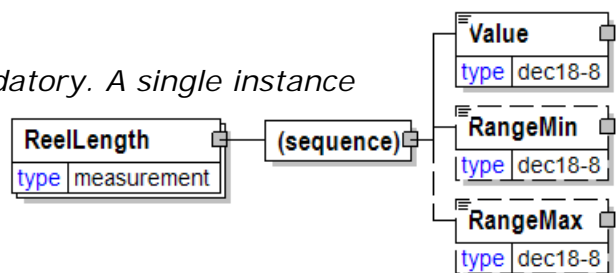 Value
type dec18-8
datory. A single instance
RangeMin
type dec18-8
ReelLength
type measurement
(sequence)
RangeMax
type dec18-8